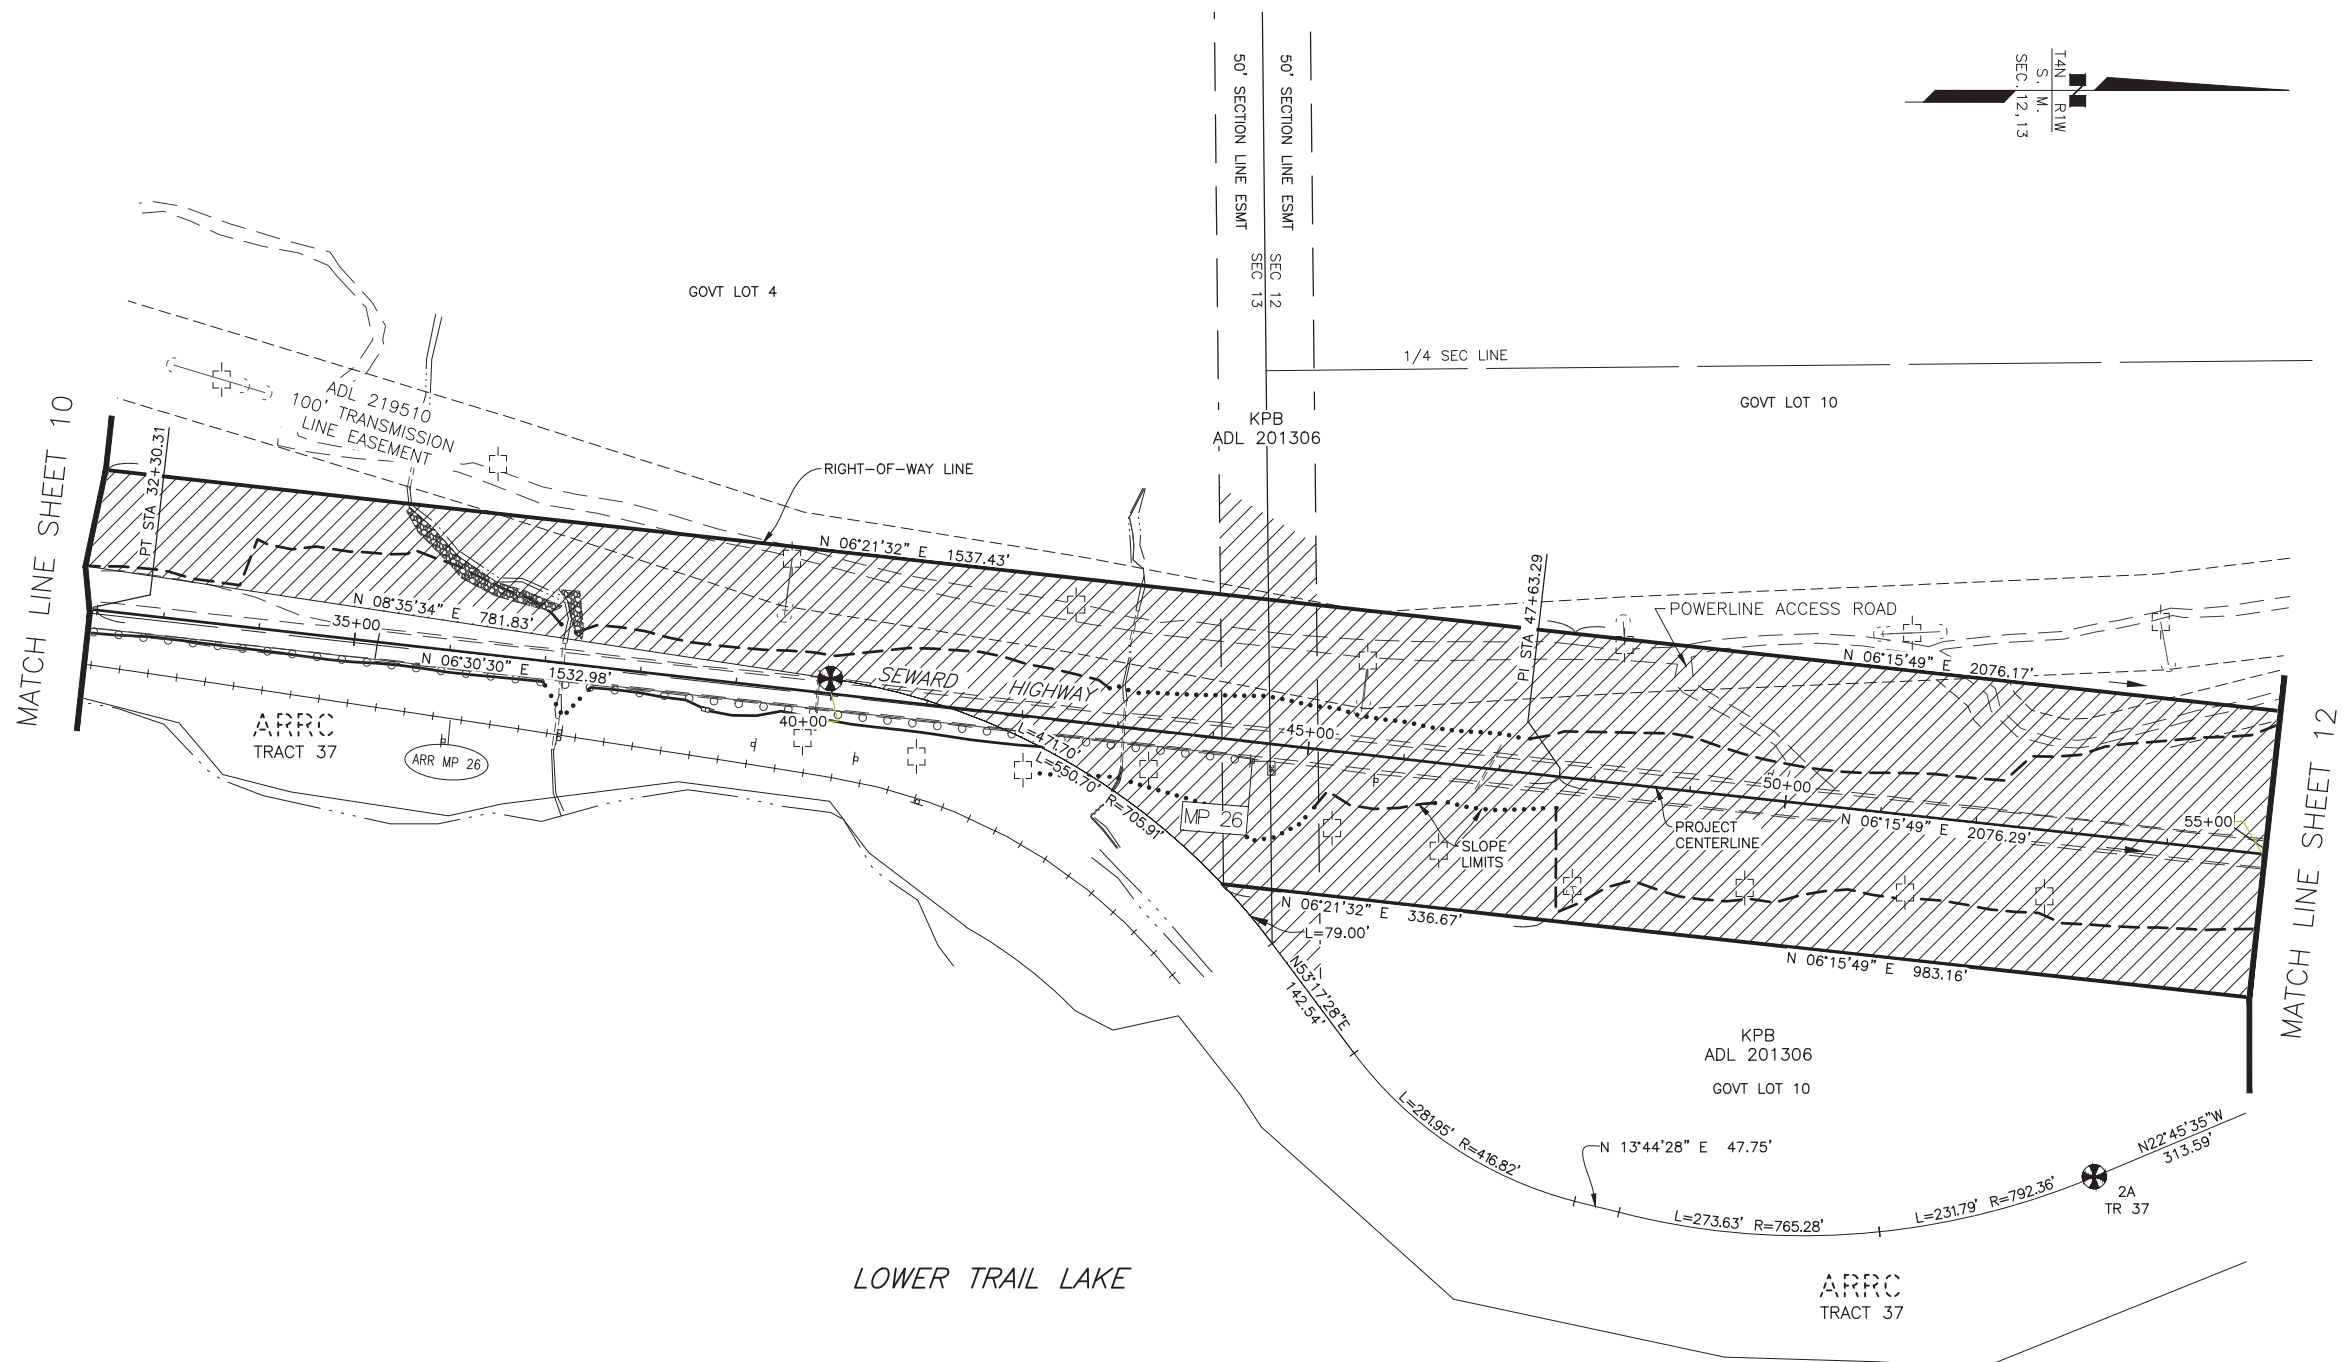 50' SECTION LINE ESMT
50' SECTION LINE ESMT
SEC 13
SEC 12
T4N R1W
S. M.
SEC. 12,13
N
GOVT LOT 4
1/4 SEC LINE
GOVT LOT 10
KPB
ADL 201306
ADL 219510
100' TRANSMISSION
LINE EASEMENT
MATCH LINE SHEET 10
PT STA 32+30.31
RIGHT-OF-WAY LINE
N 06°21'32" E 1537.43'
N 08°35'34" E 781.83'
35+00
N 06°30'30" E
1532.98'
SEWARD
HIGHWAY
40+00
L=471.70'
L=550.70' R=705.91'
45+00
PI STA 47+63.29
POWERLINE ACCESS ROAD
N 06°15'49" E 2076.17'
50+00
N 06°15'49" E 2076.29'
55+00
MATCH LINE SHEET 12
ARRC
TRACT 37
ARR MP 26
MP 26
SLOPE
LIMITS
PROJECT
CENTERLINE
N 06°21'32" E 336.67'
L=79.00'
N53°17'28"E
142.54'
N 06°15'49" E 983.16'
KPB
ADL 201306
GOVT LOT 10
L=281.95' R=416.82'
N 13°44'28" E 47.75'
L=273.63' R=765.28'
L=231.79' R=792.36'
N22°45'35"W
313.59'
2A
TR 37
LOWER TRAIL LAKE
ARRC
TRACT 37